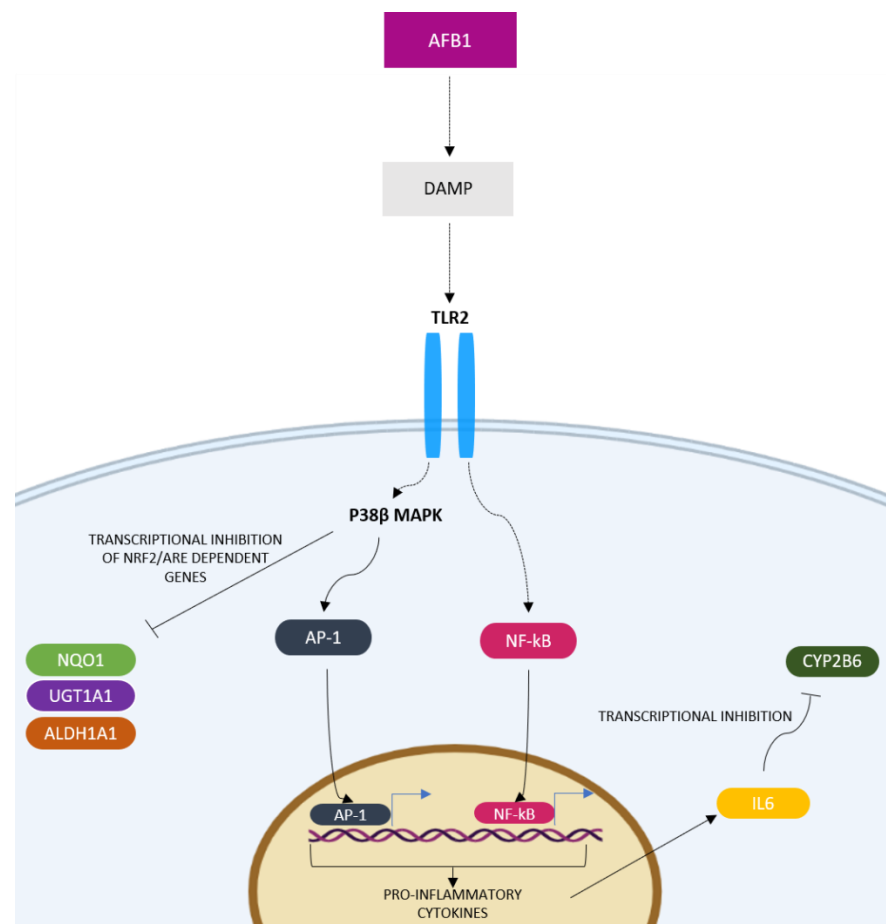 AFB1
DAMP
TLR2
P38β MAPK
TRANSCRIPTIONAL INHIBITION
OF NRF2/ARE DEPENDENT
GENES
AP-1
NF-kB
NQO1
UGT1A1
ALDH1A1
CYP2B6
TRANSCRIPTIONAL INHIBITION
IL6
AP-1
NF-kB
PRO-INFLAMMATORY
CYTOKINES